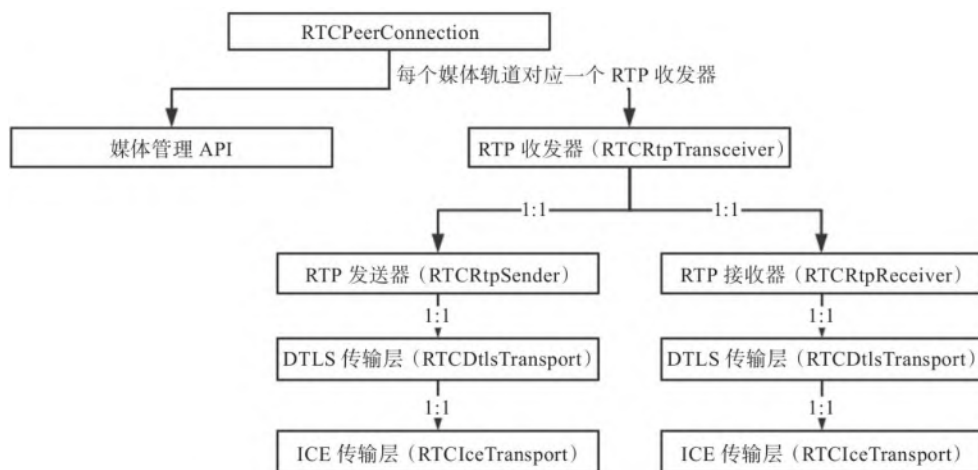 RTCPeerConnection
每个媒体轨道对应一个 RTP 收发器
媒体管理 API
RTP 收发器（RTCRtpTransceiver）
1:1
1:1
RTP 发送器（RTCRtpSender）
RTP 接收器（RTCRtpReceiver）
1:1
1:1
DTLS 传输层（RTCDtlsTransport）
DTLS 传输层（RTCDtlsTransport）
1:1
1:1
ICE 传输层（RTCIceTransport）
ICE 传输层（RTCIceTransport）